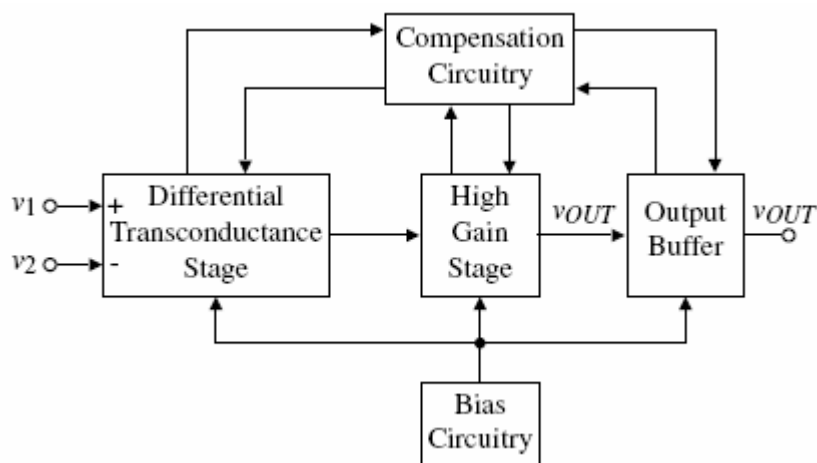 Compensation
Circuitry
v1
+
Differential
Transconductance
Stage
v2
-
High
Gain
Stage
vOUT
Output
Buffer
vOUT
Bias
Circuitry